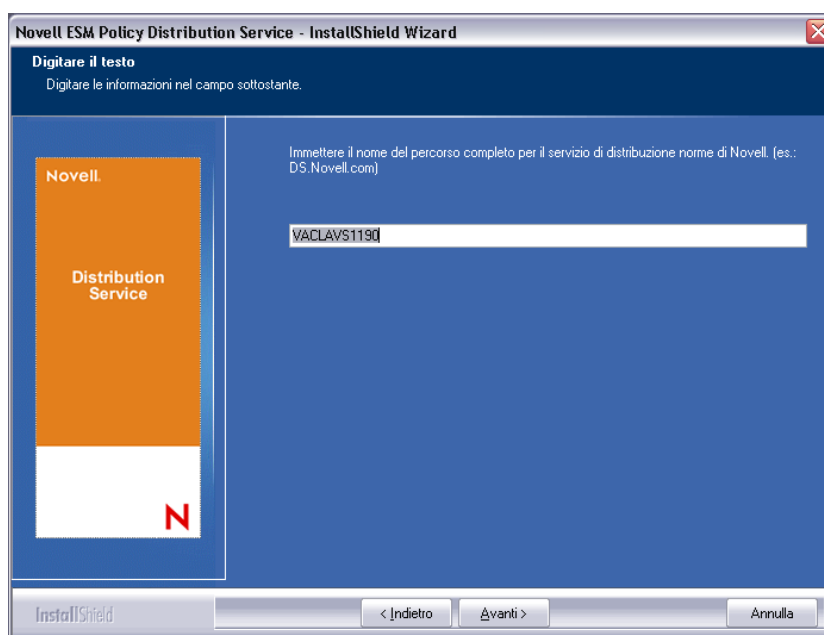 Novell ESM Policy Distribution Service - InstallShield Wizard
Digitare il testo
Digitare le informazioni nel campo sottostante.
Novell.
Distribution
Service
N
Immettere il nome del percorso completo per il servizio di distribuzione norme di Novell. (es.:
DS.Novell.com)
VACLAVS1190
InstallShield
< Indietro
Avanti >
Annulla